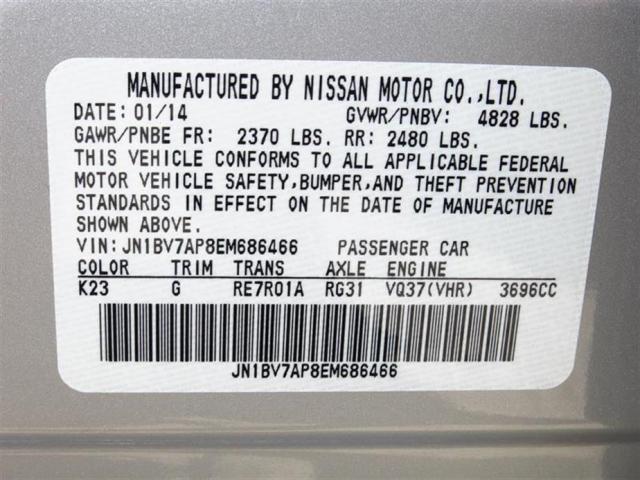 MANUFACTURED BY NISSAN MOTOR CO.,LTD.
DATE: 01/14 GVWR/PNBV: 4828 LBS.
GAWR/PNBE FR: 2370 LBS. RR: 2480 LBS.
THIS VEHICLE CONFORMS TO ALL APPLICABLE FEDERAL
MOTOR VEHICLE SAFETY,BUMPER,AND THEFT PREVENTION
STANDARDS IN EFFECT ON THE DATE OF MANUFACTURE
SHOWN ABOVE.
VIN:JN1BV7AP8EM686466 PASSENGER CAR
COLOR TRIM TRANS AXLE ENGINE
K23 G RE7R01A RG31 VQ37(VHR) 3696CC
JN1BV7AP8EM686466